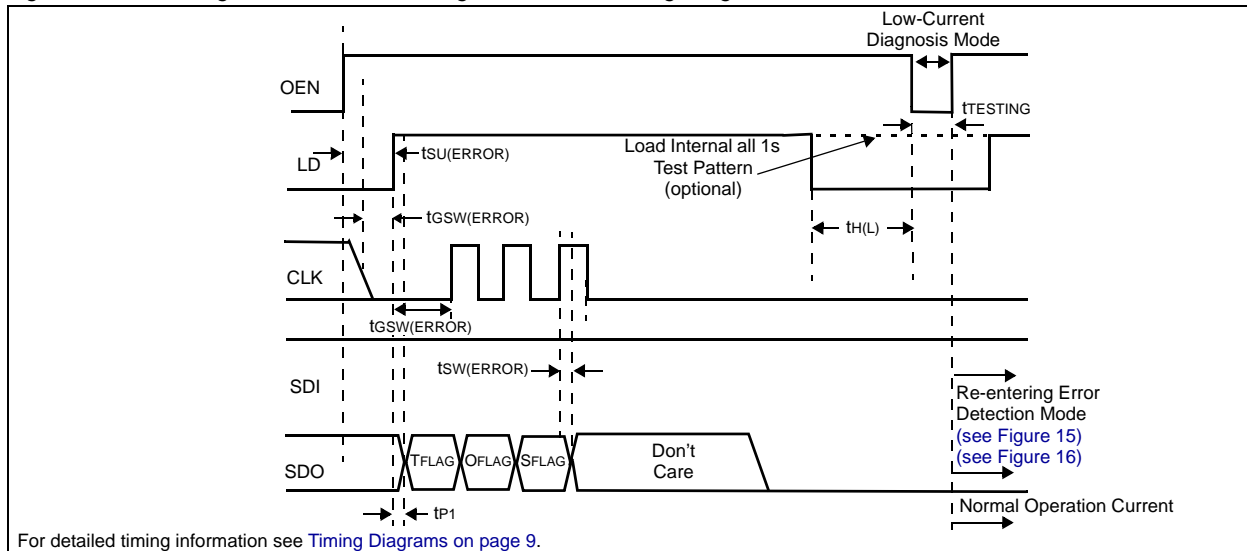 Low-Current
Diagnosis Mode
OEN
tTESTING
LD
tSU(ERROR)
Load Internal all 1s
Test Pattern
(optional)
tGSW(ERROR)
tH(L)
CLK
tGSW(ERROR)
tSW(ERROR)
SDI
Re-entering Error
Detection Mode
(see Figure 15)
(see Figure 16)
SDO
TFLAG
OFLAG
SFLAG
Don't
Care
tP1
Normal Operation Current
For detailed timing information see Timing Diagrams on page 9.